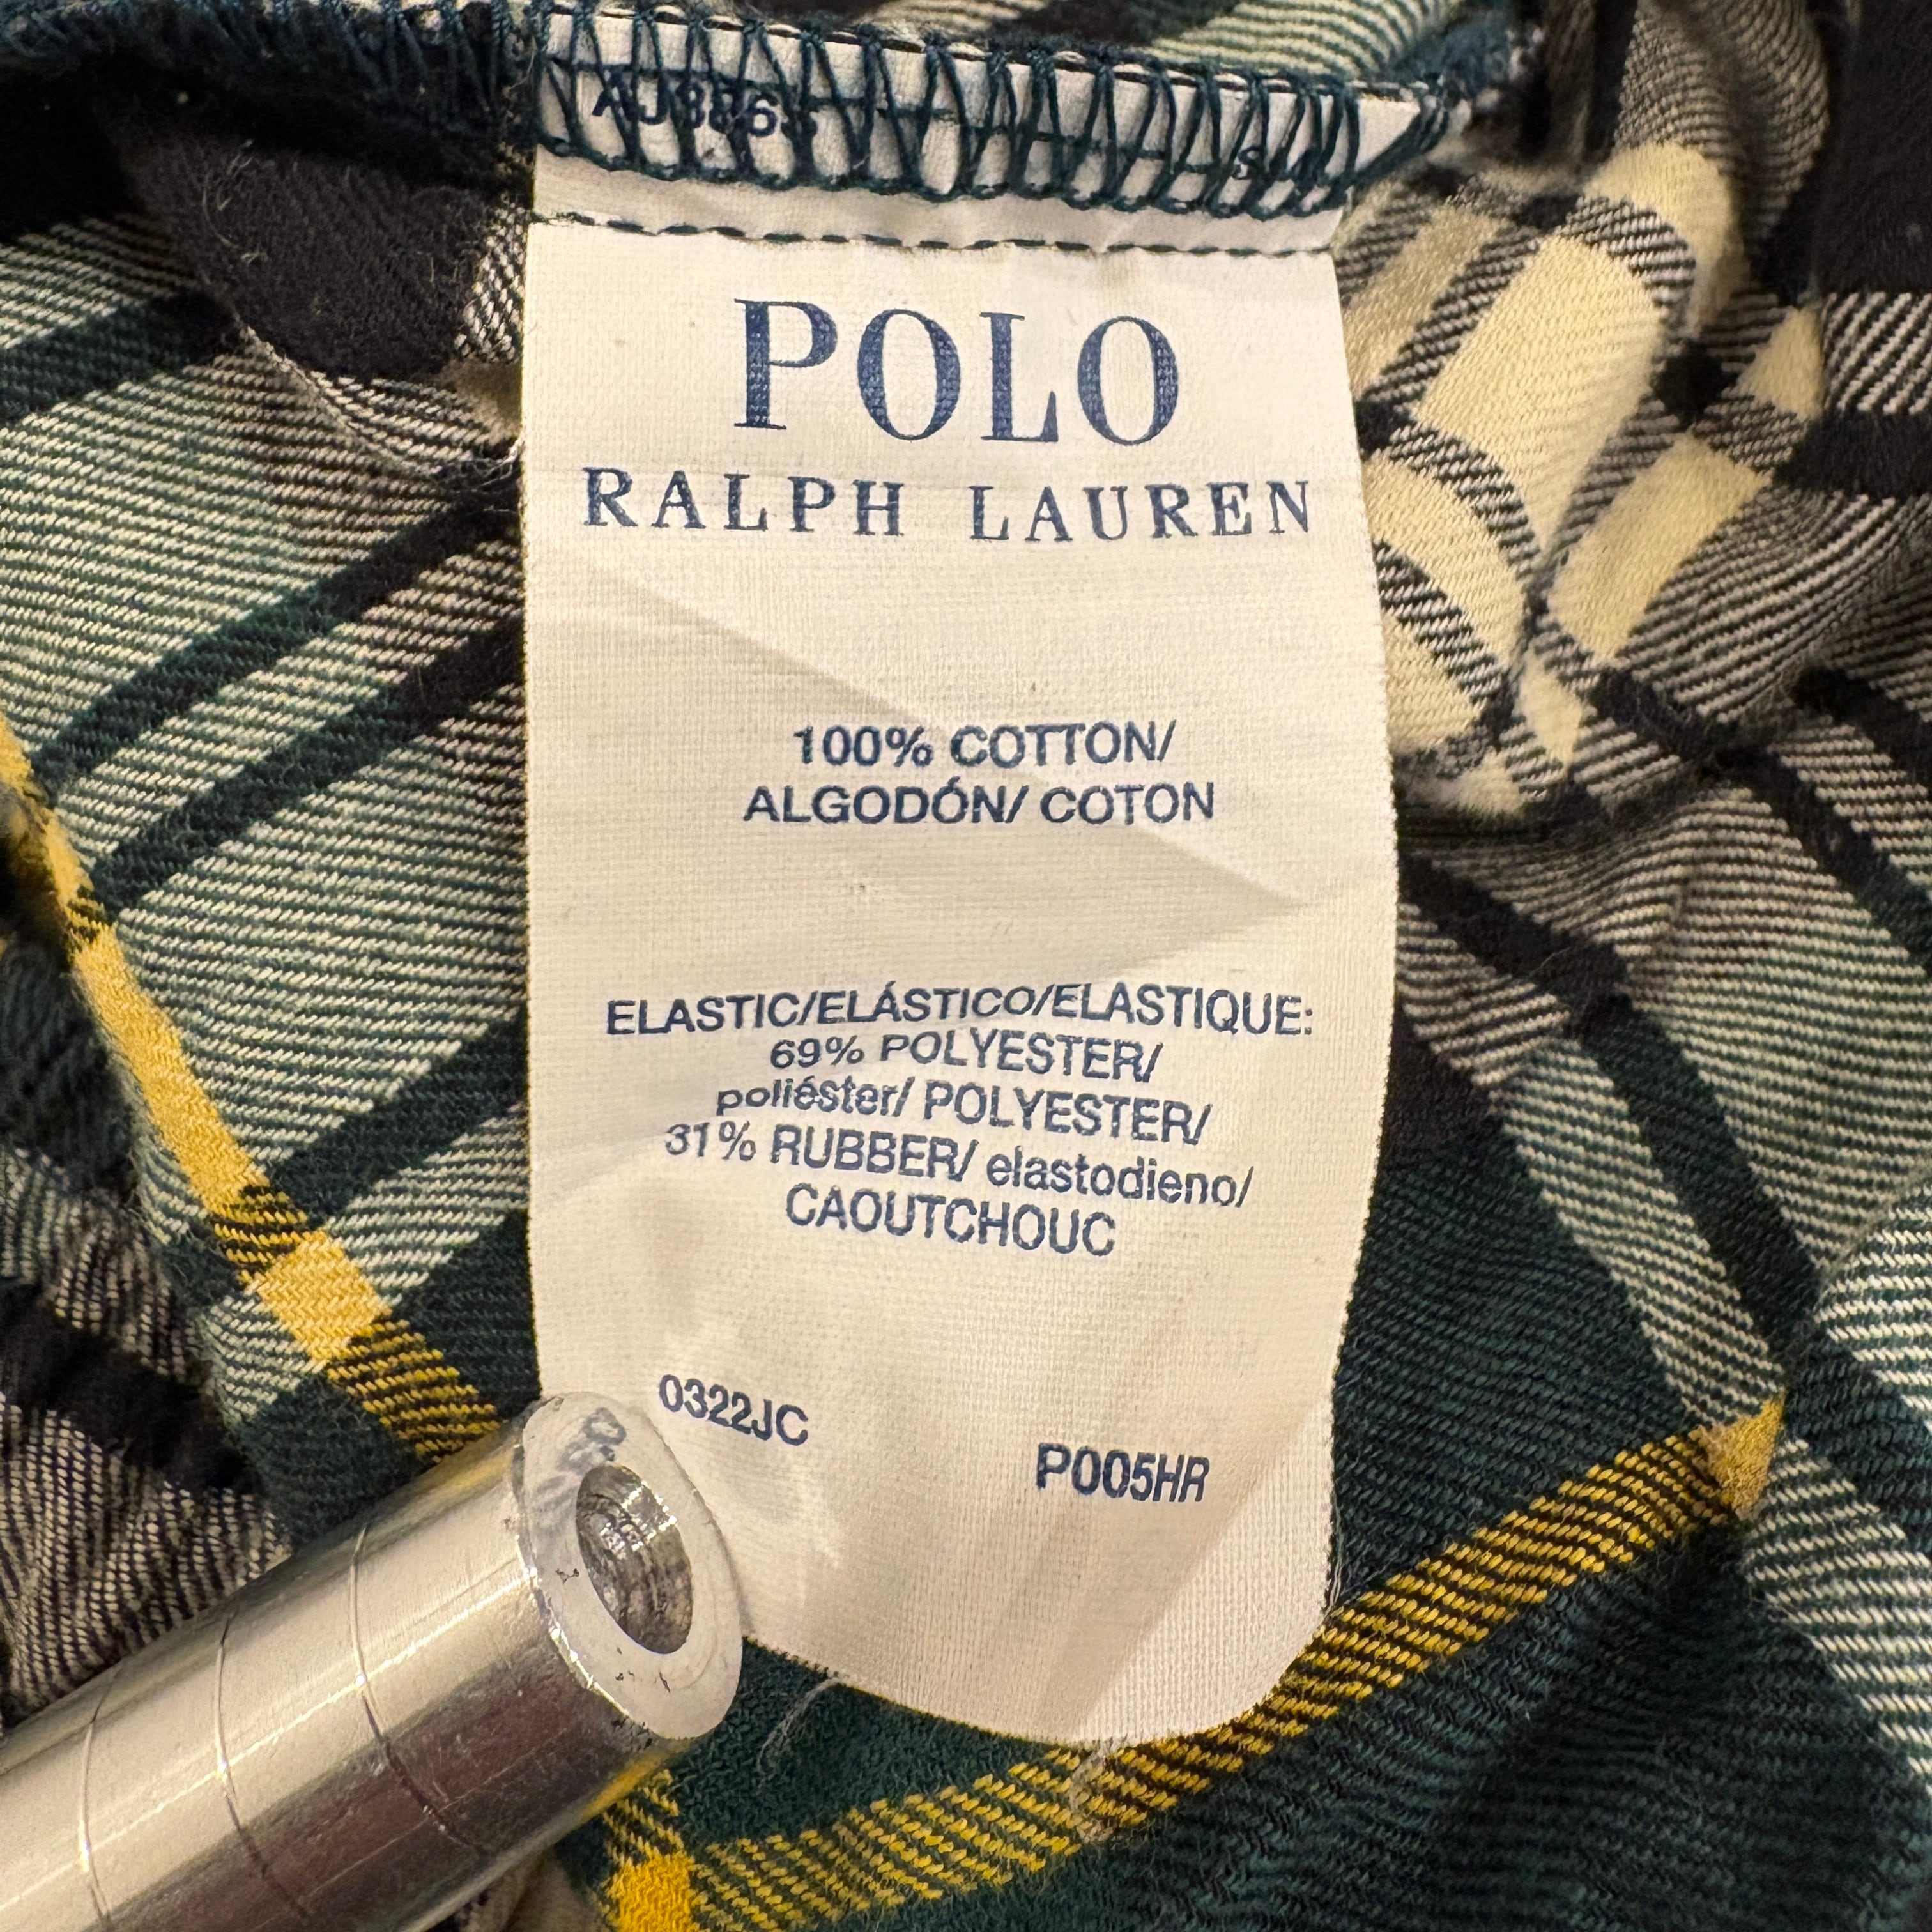 POLO
RALPH LAUREN
100% COTTON/
ALGODÓN/ COTON
ELASTIC/ELÁSTICO/ELASTIQUE:
69% POLYESTER/
poliéster/ POLYESTER/
31% RUBBER/ elastodieno/
CAOUTCHOUC
0322JC
P005HR